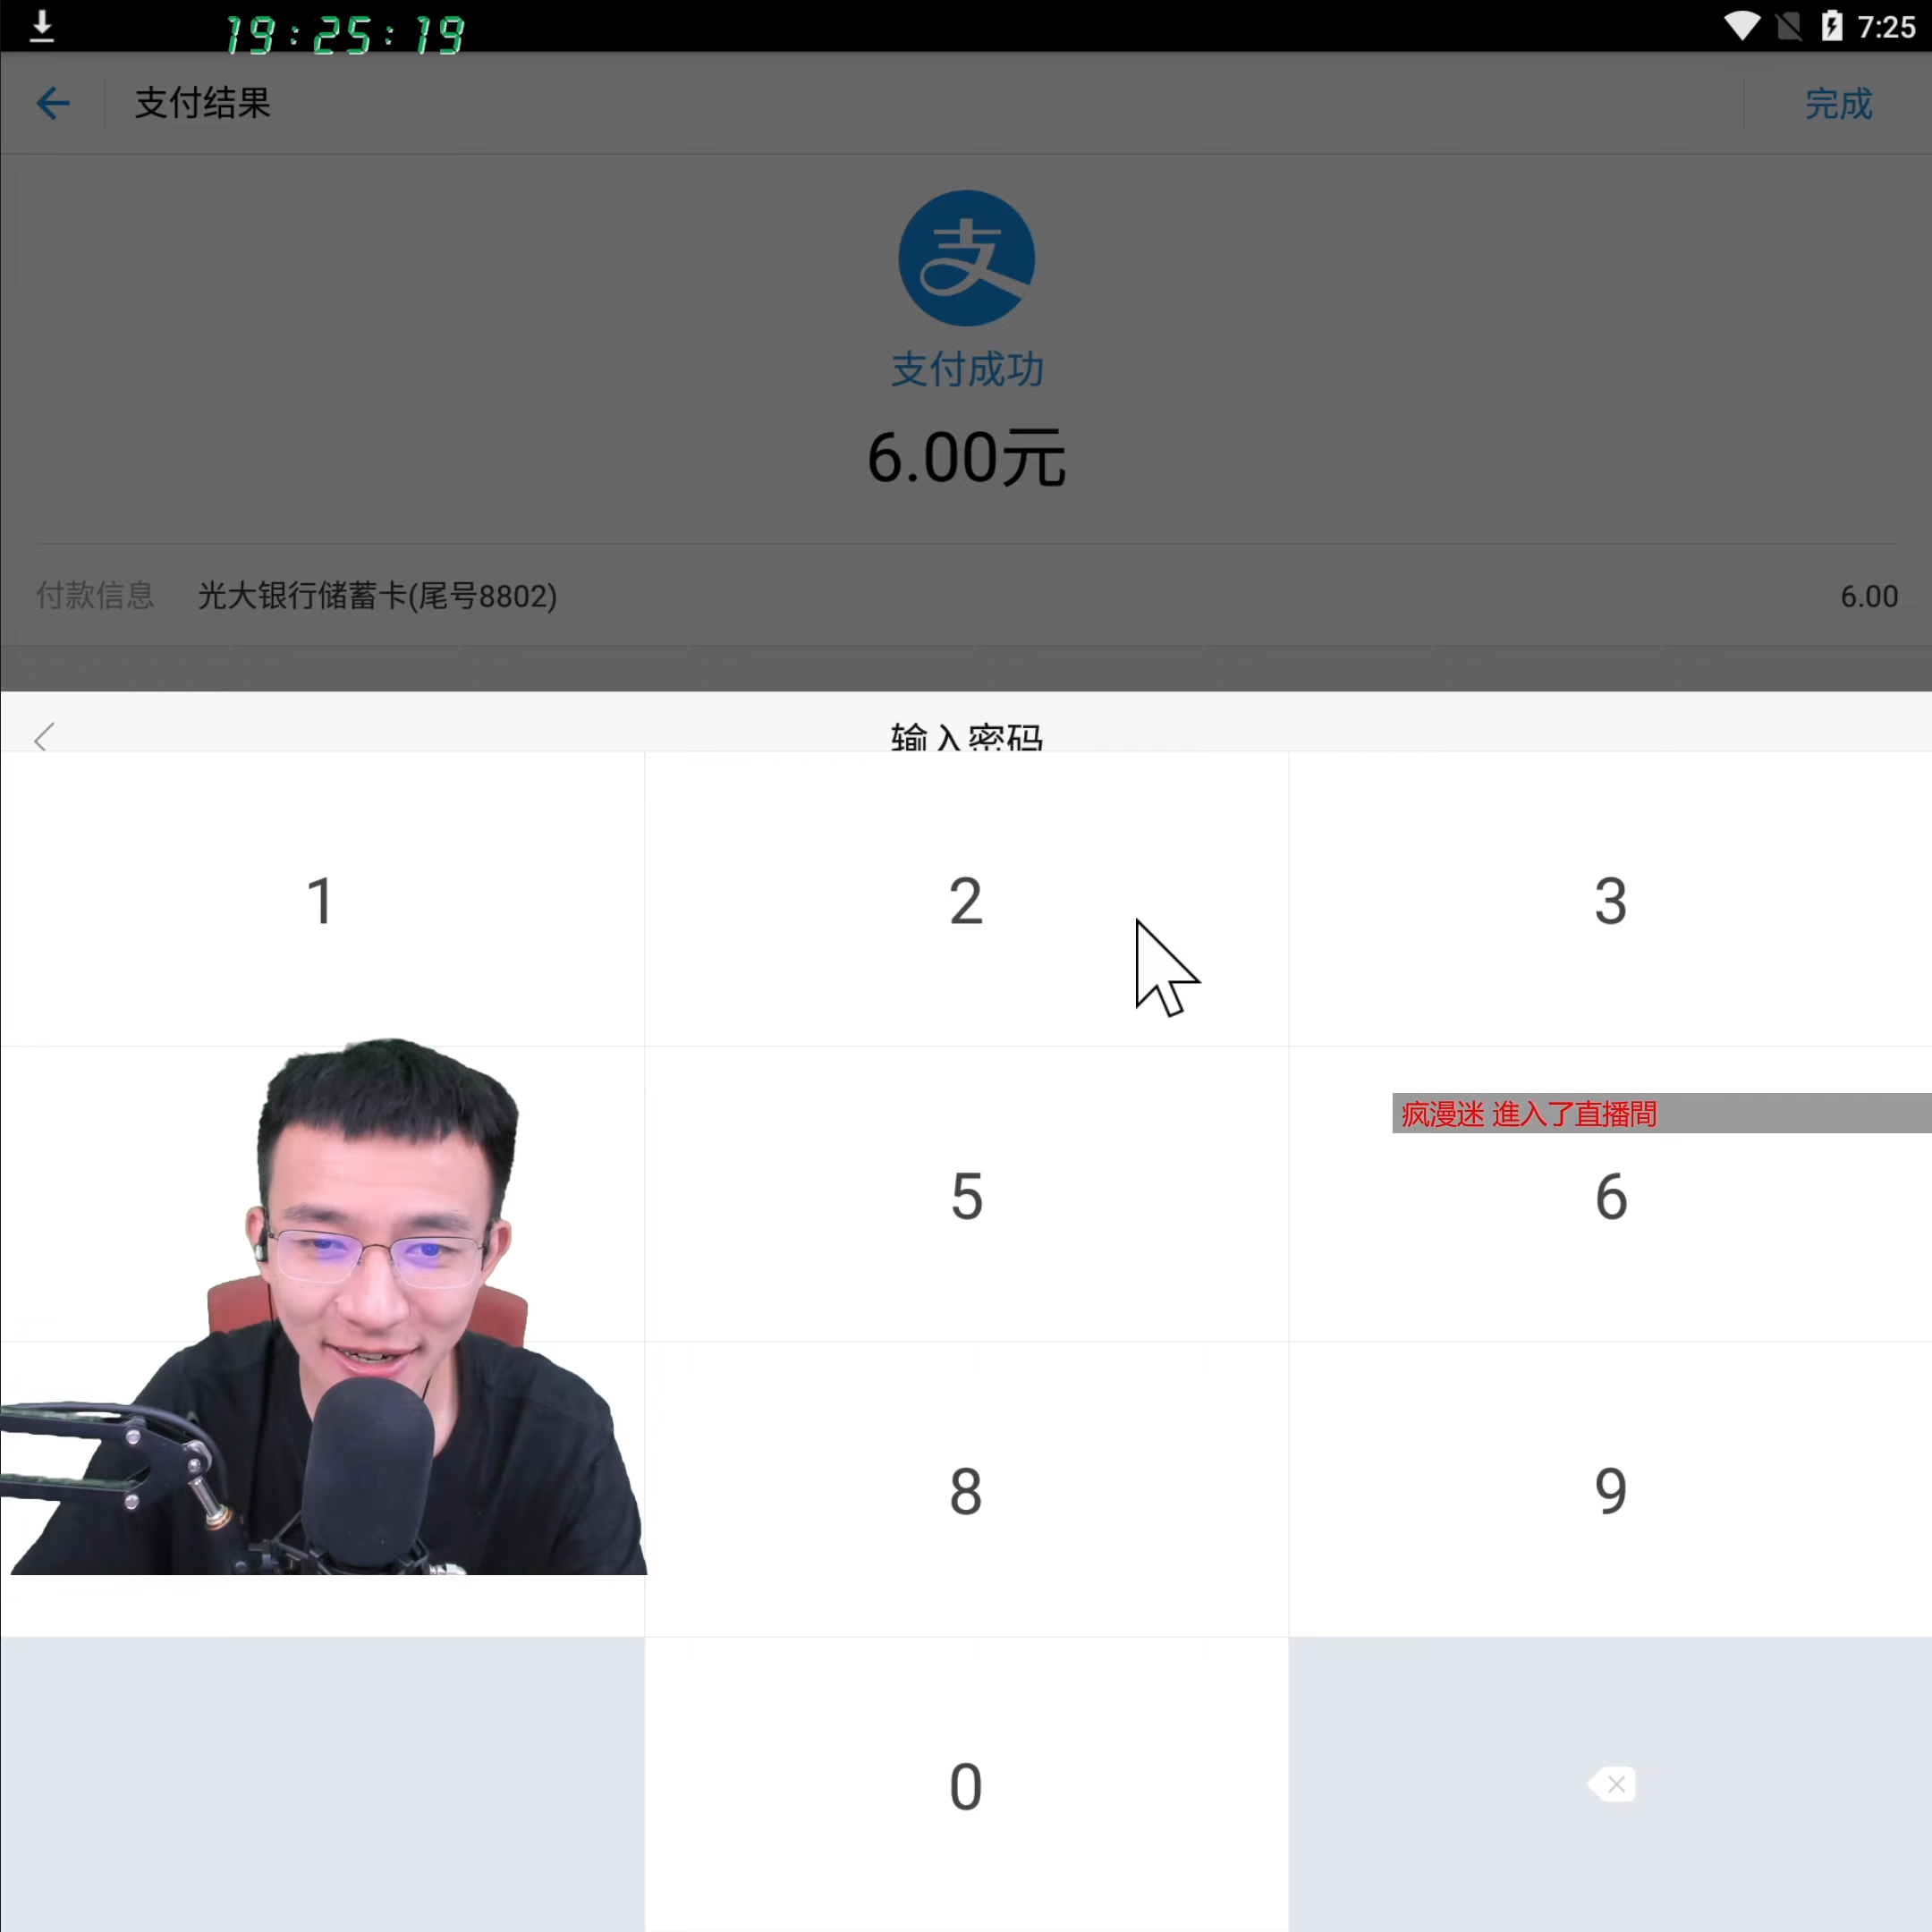 19:25:19
7:25
支付结果
完成
支
支付成功
6.00元
付款信息 光大银行储蓄卡(尾号8802) 6.00
输入密码
1 2 3
疯漫迷 進入了直播間
5 6
8 9
0